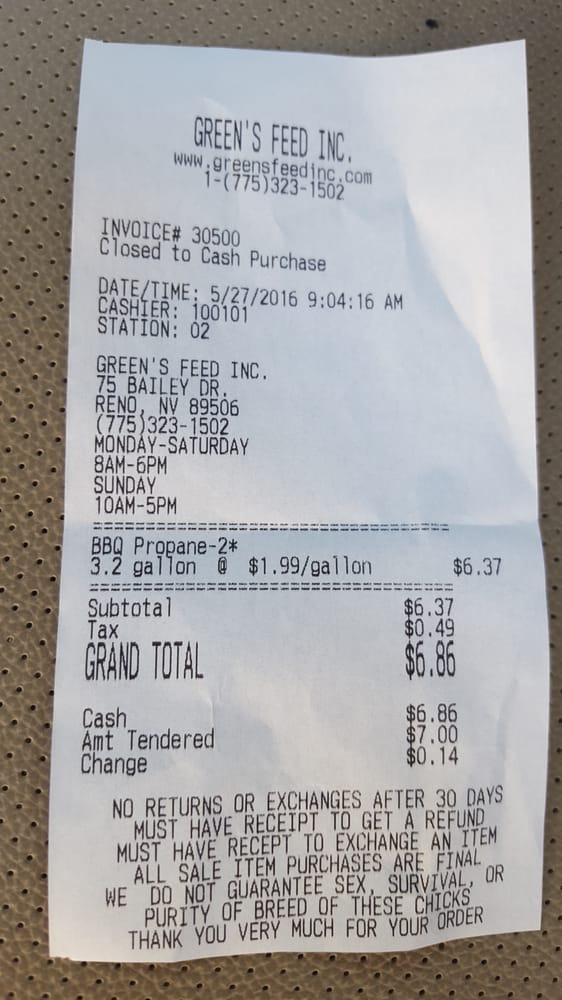 GREEN'S FEED INC.
www.greensfeedinc.com
1-(775)323-1502
INVOICE# 30500
Closed to Cash Purchase
DATE/TIME: 5/27/2016 9:04:16 AM
CASHIER: 100101
STATION: 02
GREEN'S FEED INC.
75 BAILEY DR.
RENO, NV 89506
(775)323-1502
MONDAY-SATURDAY
8AM-6PM
SUNDAY
10AM-5PM
==================================================
BBQ Propane-2*
3.2 gallon @ $1.99/gallon $6.37
==================================================
Subtotal $6.37
Tax $0.49
GRAND TOTAL $6.86
Cash $6.86
Amt Tendered $7.00
Change $0.14
NO RETURNS OR EXCHANGES AFTER 30 DAYS
MUST HAVE RECEIPT TO GET A REFUND
MUST HAVE RECEPT TO EXCHANGE AN ITEM
ALL SALE ITEM PURCHASES ARE FINAL
WE DO NOT GUARANTEE SEX, SURVIVAL, OR
PURITY OF BREED OF THESE CHICKS
THANK YOU VERY MUCH FOR YOUR ORDER